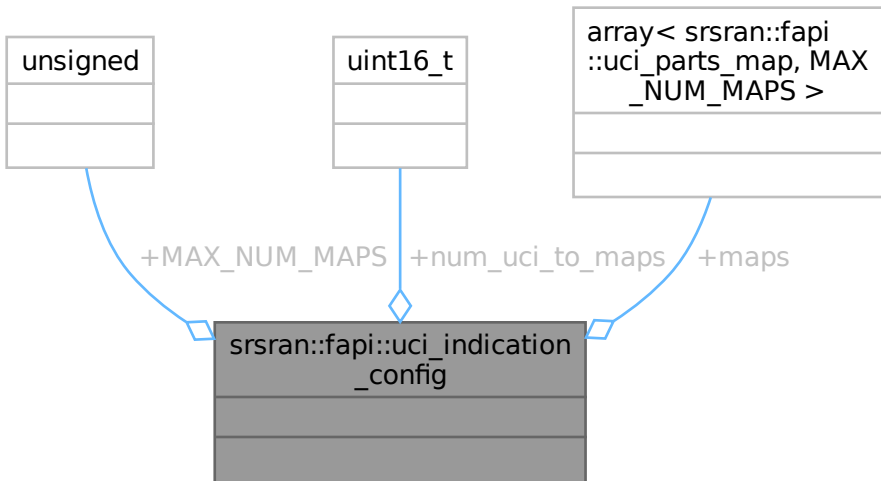 unsigned
uint16_t
array< srsran::fapi
::uci_parts_map, MAX
_NUM_MAPS >
+MAX_NUM_MAPS
+num_uci_to_maps
+maps
srsran::fapi::uci_indication
_config